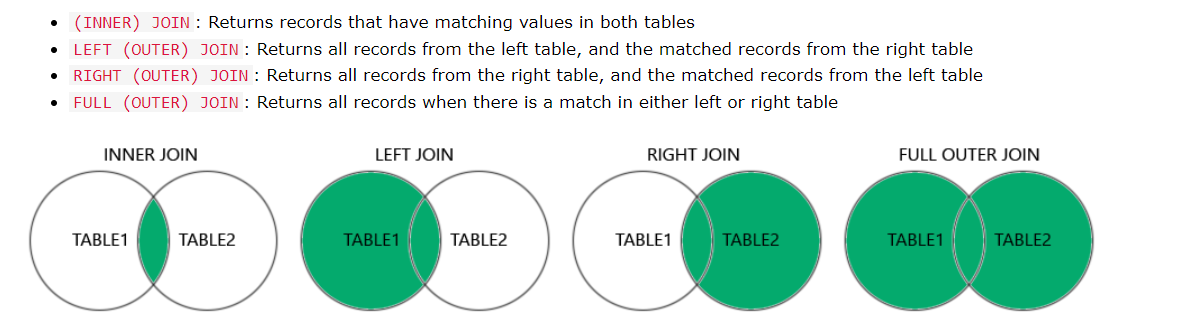 (INNER) JOIN: Returns records that have matching values in both tables
LEFT (OUTER) JOIN: Returns all records from the left table, and the matched records from the right table
RIGHT (OUTER) JOIN: Returns all records from the right table, and the matched records from the left table
FULL (OUTER) JOIN: Returns all records when there is a match in either left or right table
INNER JOIN LEFT JOIN RIGHT JOIN FULL OUTER JOIN
TABLE1 TABLE2 TABLE1 TABLE2 TABLE1 TABLE2 TABLE1 TABLE2